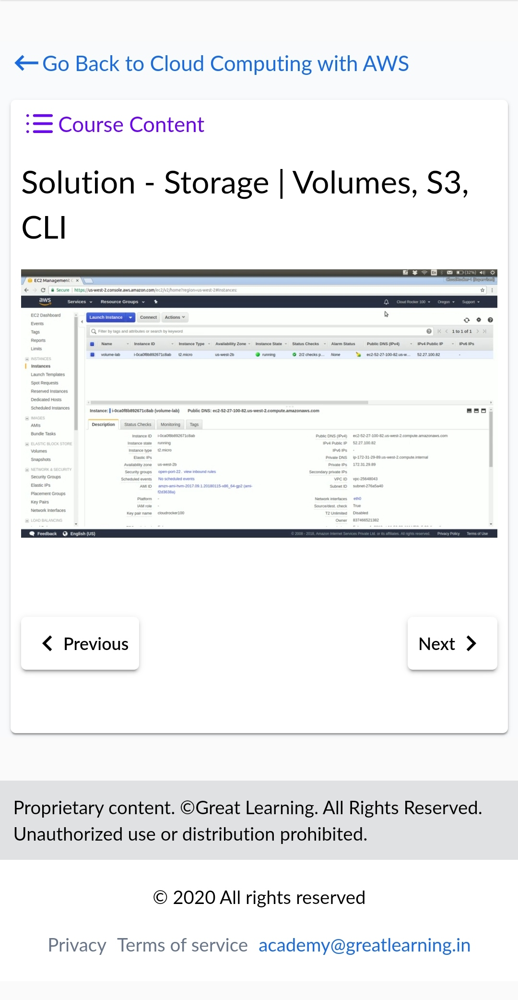 Go Back to Cloud Computing with AWS
Course Content
Solution - Storage | Volumes, S3,
CLI
(32%)
EC2 Management C
CloudRocker-1 (Supervised)
Secure | https://us-west-2.console.aws.amazon.com/ec2/v2/home?region=us-west-2#Instances:
aws Services Resource Groups Cloud Rocker 100 Oregon Support
EC2 Dashboard
Events
Tags
Reports
Limits
INSTANCES
Instances
Launch Templates
Spot Requests
Reserved Instances
Dedicated Hosts
Scheduled Instances
IMAGES
AMIs
Bundle Tasks
ELASTIC BLOCK STORE
Volumes
Snapshots
NETWORK & SECURITY
Security Groups
Elastic IPs
Placement Groups
Key Pairs
Network Interfaces
LOAD BALANCING
Launch Instance Connect Actions
Filter by tags and attributes or search by keyword 1 to 1 of 1
Name Instance ID Instance Type Availability Zone Instance State Status Checks Alarm Status Public DNS (IPv4) IPv4 Public IP IPv6 IPs
volume-lab i-0ca0f8b892671c8ab t2.micro us-west-2b running 2/2 checks p... None ec2-52-27-100-82.us-w... 52.27.100.82 -
Instance: i-0ca0f8b892671c8ab (volume-lab) Public DNS: ec2-52-27-100-82.us-west-2.compute.amazonaws.com
Description Status Checks Monitoring Tags
Instance ID i-0ca0f8b892671c8ab
Instance state running
Instance type t2.micro
Elastic IPs
Availability zone us-west-2b
Security groups open-port-22. view inbound rules
Scheduled events No scheduled events
AMI ID amzn-ami-hvm-2017.09.1.20180115-x86_64-gp2 (ami-
f2d3638a)
Platform -
IAM role -
Key pair name cloudrocker100
Public DNS (IPv4) ec2-52-27-100-82.us-west-2.compute.amazonaws.com
IPv4 Public IP 52.27.100.82
IPv6 IPs -
Private DNS ip-172-31-29-89.us-west-2.compute.internal
Private IPs 172.31.29.89
Secondary private IPs
VPC ID vpc-25648043
Subnet ID subnet-276a5a40
Network interfaces eth0
Source/dest. check True
T2 Unlimited Disabled
Owner 837466521382
Feedback English (US) © 2008 - 2018, Amazon Internet Services Private Ltd. or its affiliates. All rights reserved. Privacy Policy Terms of Use
Previous Next
Proprietary content. ©Great Learning. All Rights Reserved.
Unauthorized use or distribution prohibited.
© 2020 All rights reserved
Privacy Terms of service academy@greatlearning.in